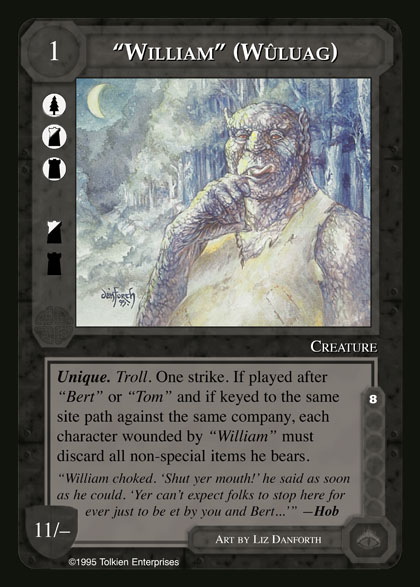 1
“William” (Wûluag)
Danforth
95
Creature
Unique. Troll. One strike. If played after
“Bert” or “Tom” and if keyed to the same
site path against the same company, each
character wounded by “William” must
discard all non-special items he bears.
8
“William choked. ‘Shut yer mouth!’ he said as soon
as he could. ‘Yer can’t expect folks to stop here for
ever just to be et by you and Bert...’” —Hob
11/–
Art by Liz Danforth
©1995 Tolkien Enterprises